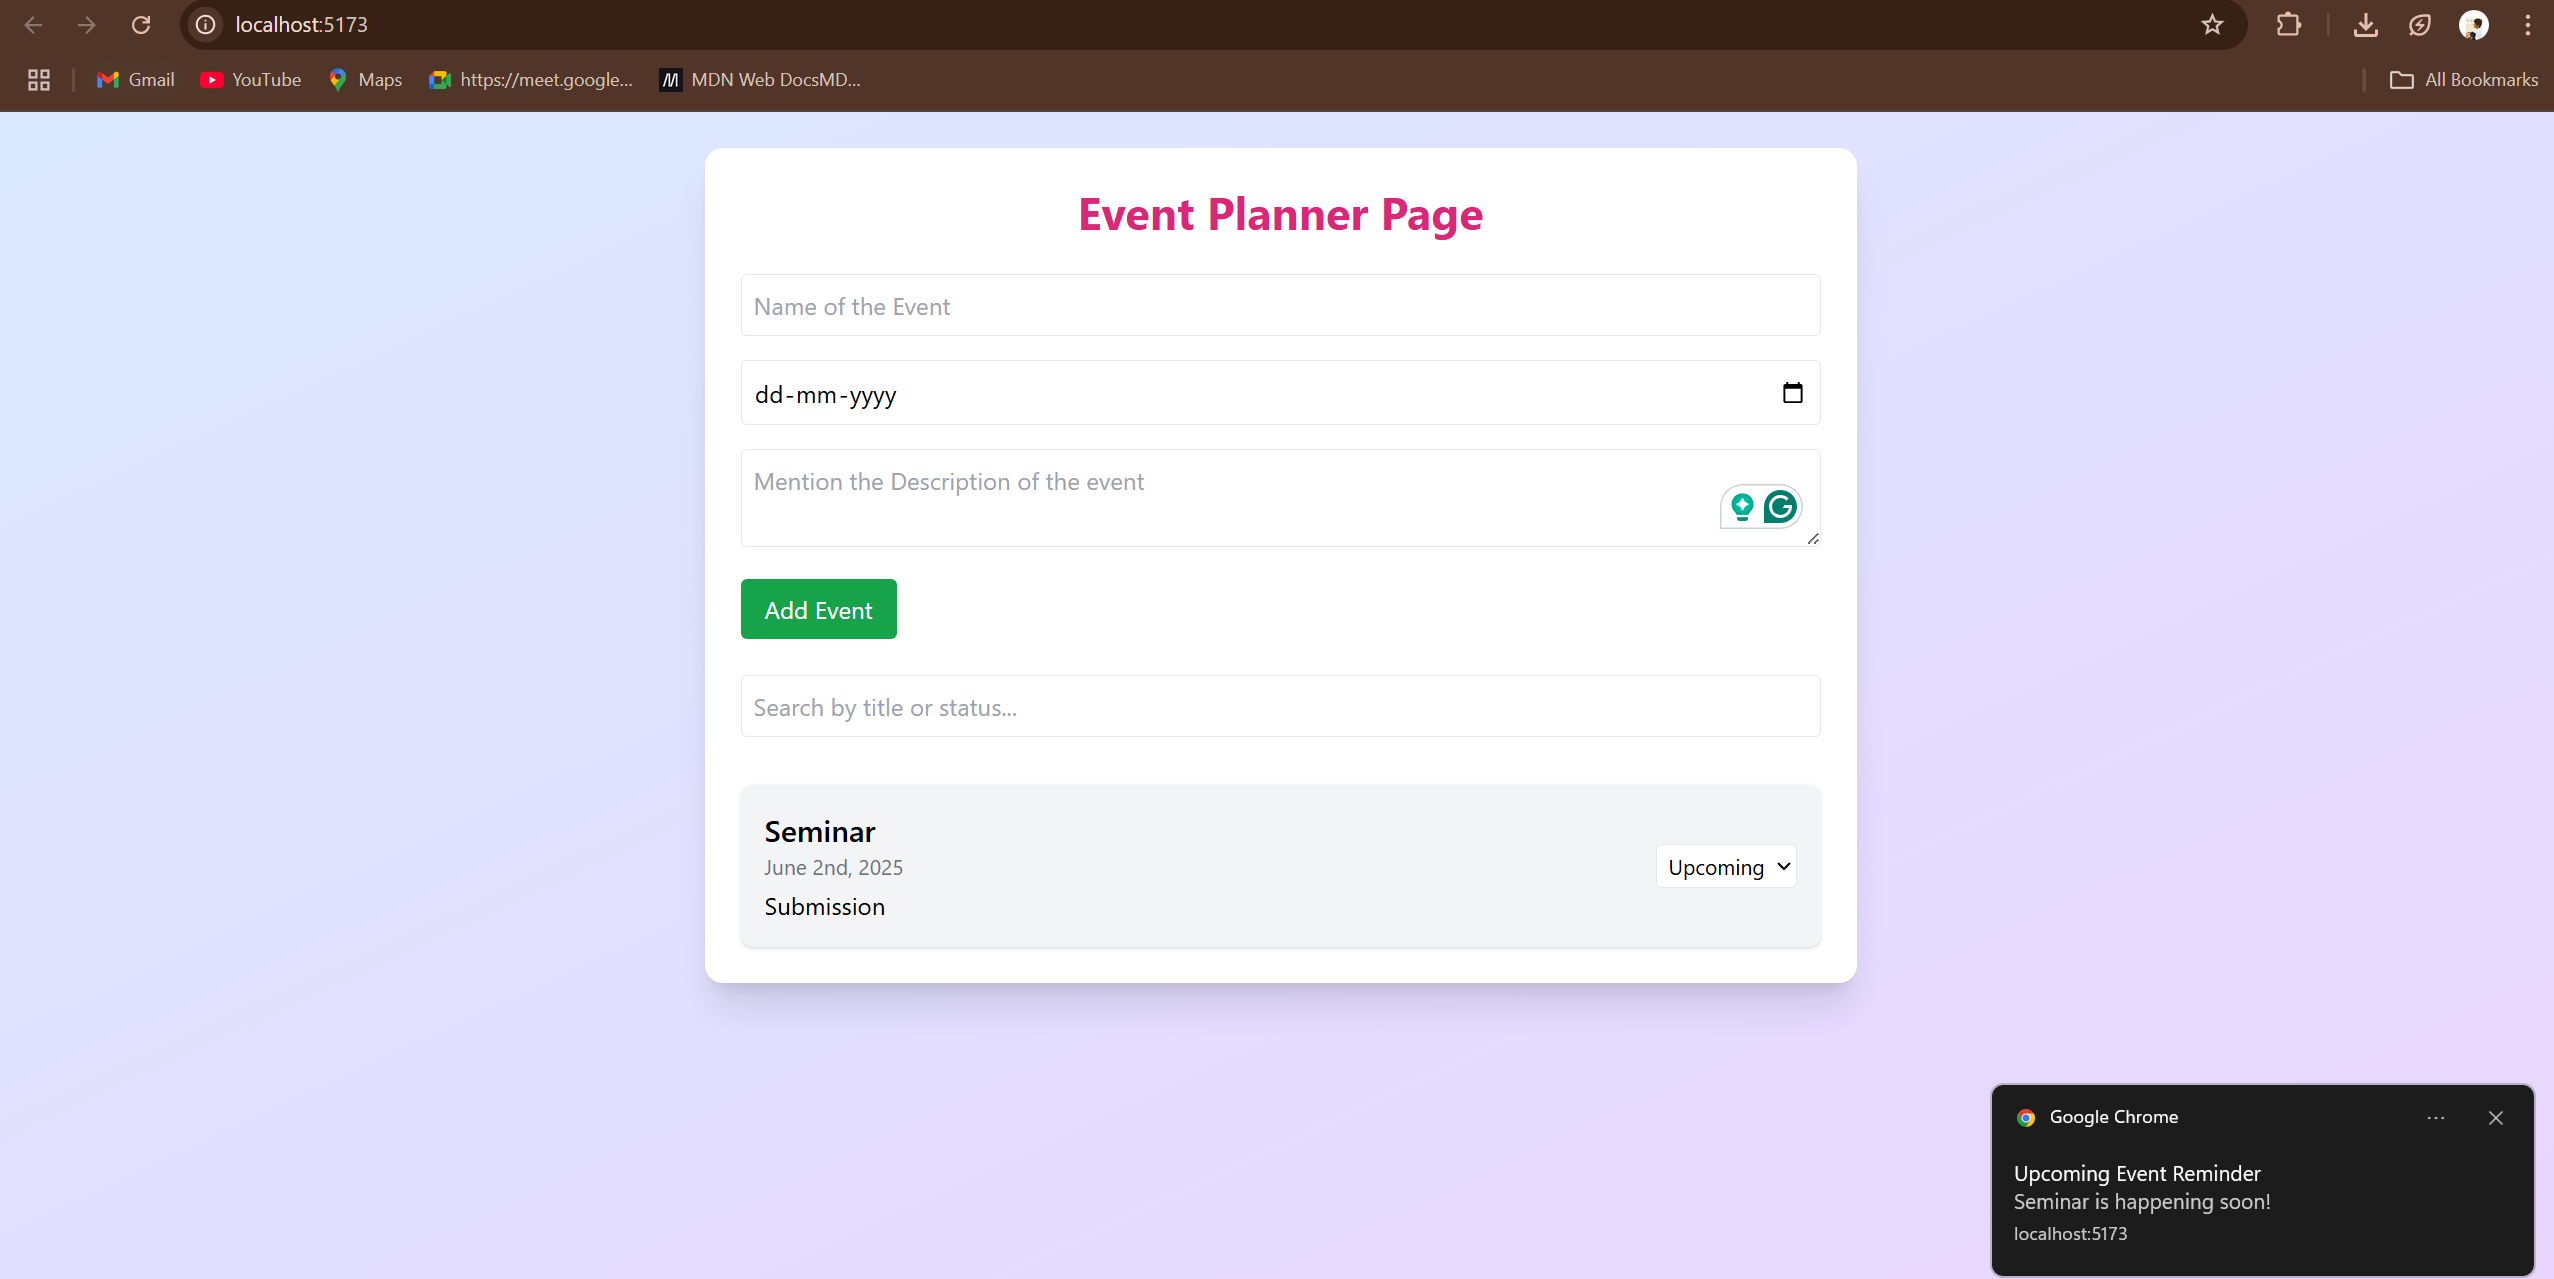 localhost:5173
Gmail YouTube Maps https://meet.google... MDN Web DocsMD... All Bookmarks
Event Planner Page
Name of the Event
dd-mm-yyyy
Mention the Description of the event
Add Event
Search by title or status...
Seminar
June 2nd, 2025
Upcoming
Submission
Google Chrome
Upcoming Event Reminder
Seminar is happening soon!
localhost:5173